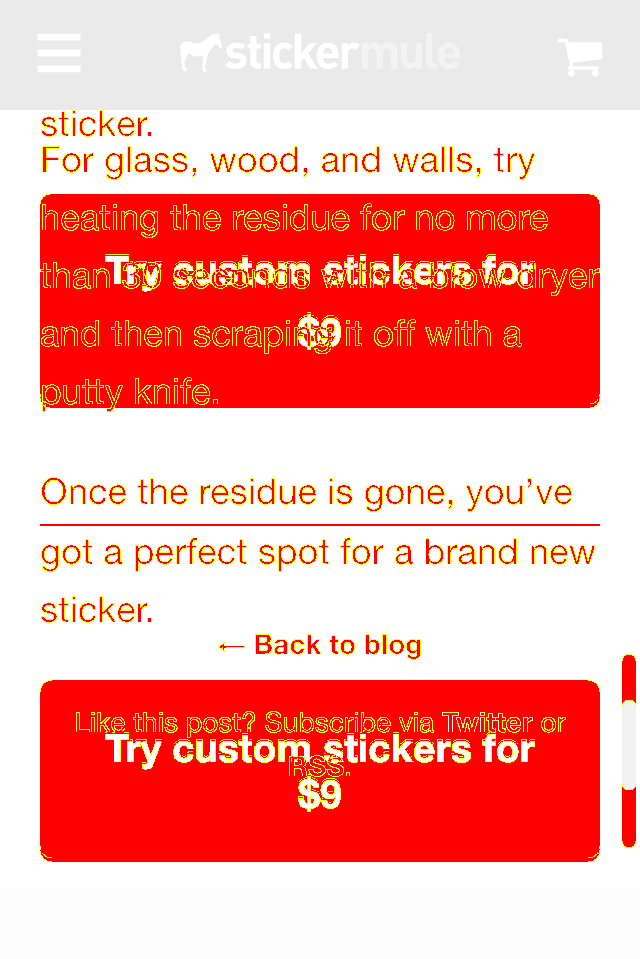 stickermule
sticker.
For glass, wood, and walls, try
heating the residue for no more
Try custom stickers for
than 30 seconds with a blow dryer
$9
and then scraping it off with a
putty knife.
Once the residue is gone, you’ve
got a perfect spot for a brand new
sticker.
← Back to blog
Like this post? Subscribe via Twitter or
Try custom stickers for
RSS.
$9